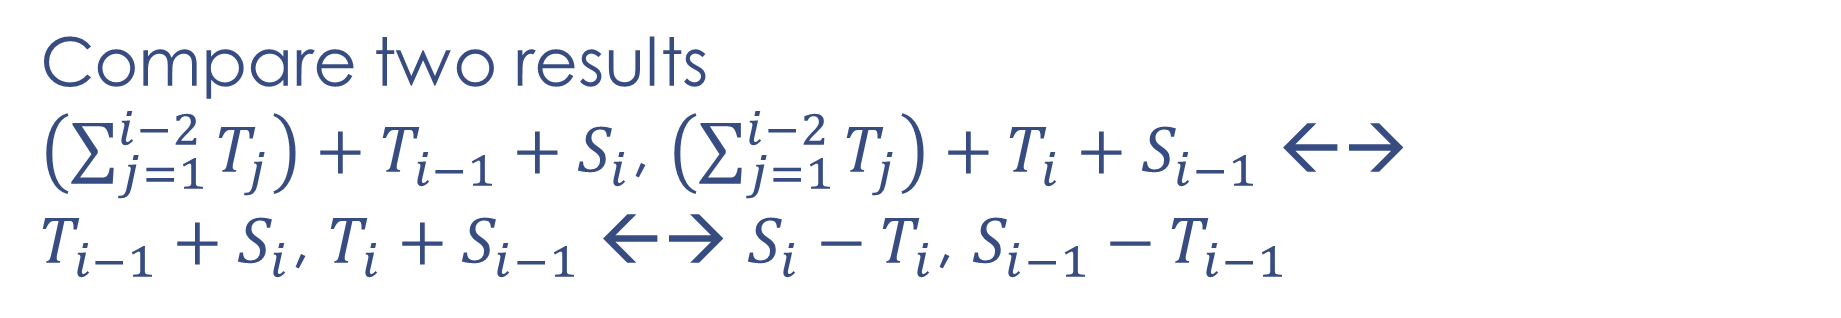 Compare two results
(∑_{j=1}^{i−2} T_j) + T_{i−1} + S_i, (∑_{j=1}^{i−2} T_j) + T_i + S_{i−1} ←→
T_{i−1} + S_i, T_i + S_{i−1} ←→ S_i − T_i, S_{i−1} − T_{i−1}